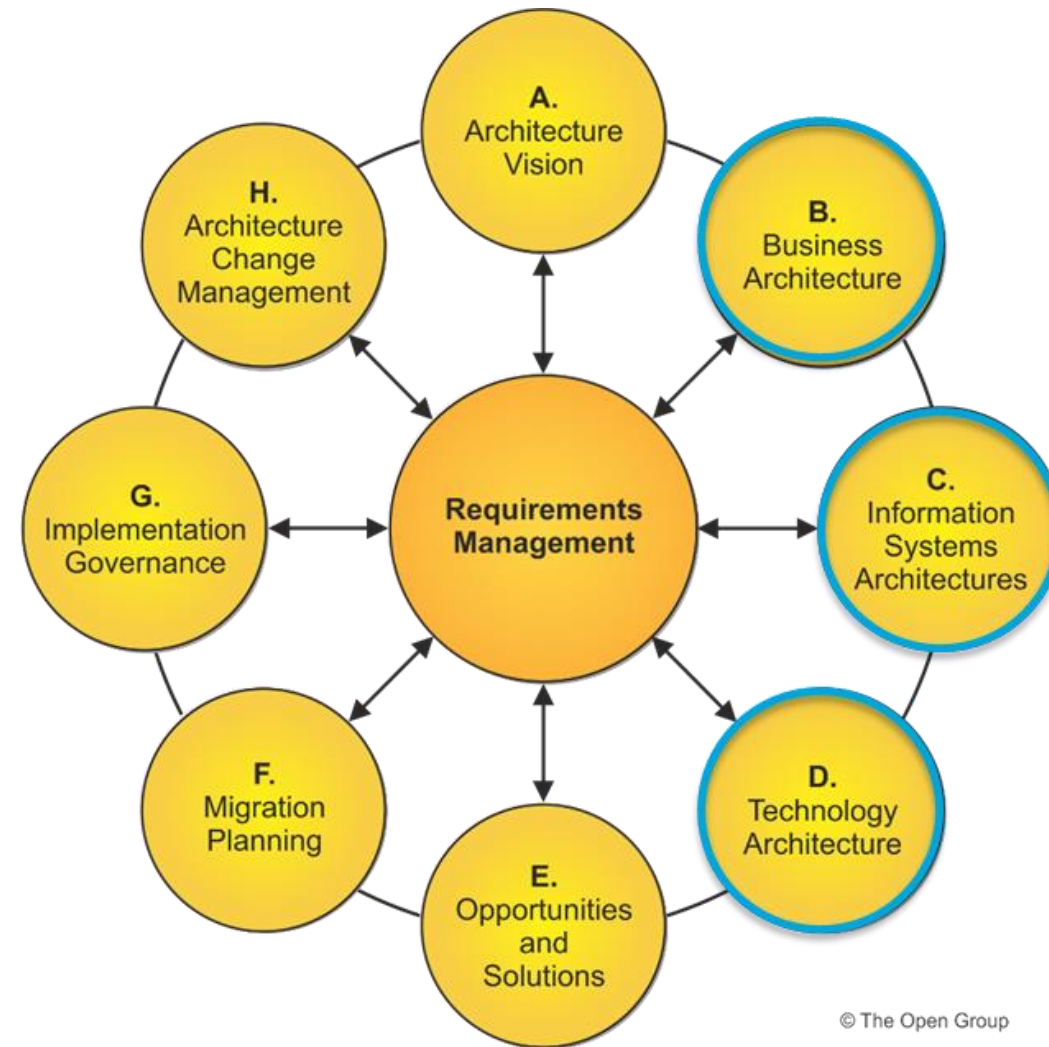 A.
Architecture
Vision
B.
Business
Architecture
C.
Information
Systems
Architectures
D.
Technology
Architecture
E.
Opportunities
and
Solutions
F.
Migration
Planning
G.
Implementation
Governance
H.
Architecture
Change
Management
Requirements
Management
© The Open Group